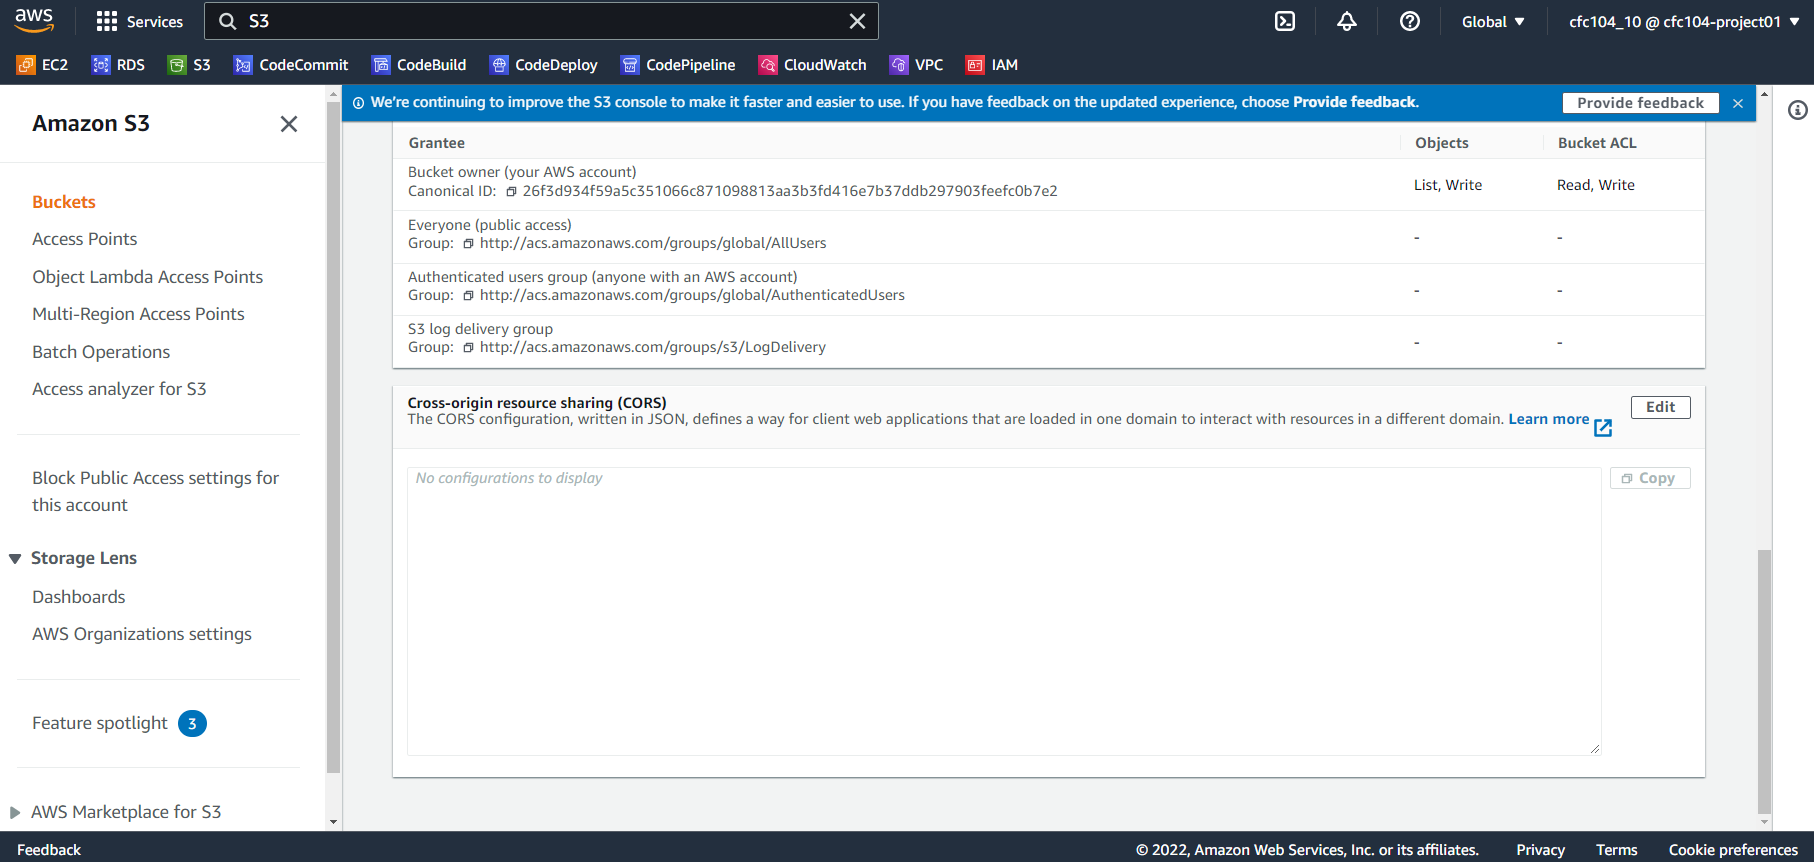 aws
Services
S3
Global
cfc104_10 @ cfc104-project01
EC2
RDS
S3
CodeCommit
CodeBuild
CodeDeploy
CodePipeline
CloudWatch
VPC
IAM
Amazon S3
Buckets
Access Points
Object Lambda Access Points
Multi-Region Access Points
Batch Operations
Access analyzer for S3
Block Public Access settings for
this account
Storage Lens
Dashboards
AWS Organizations settings
Feature spotlight 3
AWS Marketplace for S3
We're continuing to improve the S3 console to make it faster and easier to use. If you have feedback on the updated experience, choose Provide feedback.
Provide feedback
Grantee
Objects
Bucket ACL
Bucket owner (your AWS account)
Canonical ID: 26f3d934f59a5c351066c871098813aa3b3fd416e7b37ddb297903feefc0b7e2
List, Write
Read, Write
Everyone (public access)
Group: http://acs.amazonaws.com/groups/global/AllUsers
-
-
Authenticated users group (anyone with an AWS account)
Group: http://acs.amazonaws.com/groups/global/AuthenticatedUsers
-
-
S3 log delivery group
Group: http://acs.amazonaws.com/groups/s3/LogDelivery
-
-
Cross-origin resource sharing (CORS)
The CORS configuration, written in JSON, defines a way for client web applications that are loaded in one domain to interact with resources in a different domain. Learn more
Edit
No configurations to display
Copy
Feedback
© 2022, Amazon Web Services, Inc. or its affiliates.
Privacy
Terms
Cookie preferences